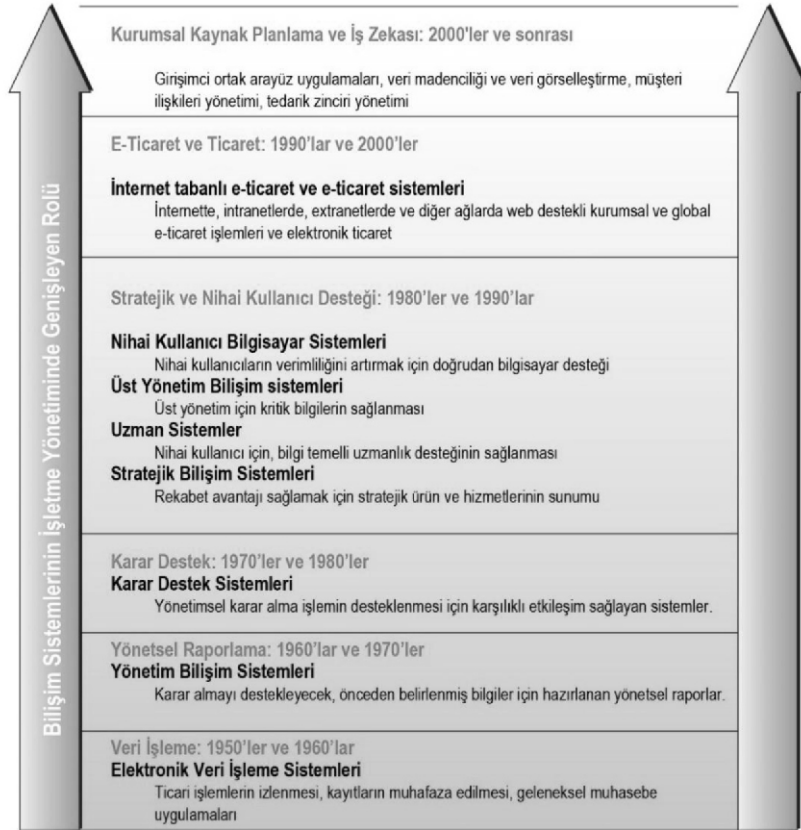 Kurumsal Kaynak Planlama ve İş Zekası: 2000'ler ve sonrası
Girişimci ortak arayüz uygulamaları, veri madenciliği ve veri görselleştirme, müşteri
ilişkileri yönetimi, tedarik zinciri yönetimi
E-Ticaret ve Ticaret: 1990'lar ve 2000'ler
İnternet tabanlı e-ticaret ve e-ticaret sistemleri
İnternette, intranetlerde, extranetlerde ve diğer ağlarda web destekli kurumsal ve global
e-ticaret işlemleri ve elektronik ticaret
Stratejik ve Nihai Kullanıcı Desteği: 1980'ler ve 1990'lar
Nihai Kullanıcı Bilgisayar Sistemleri
Nihai kullanıcıların verimliliğini artırmak için doğrudan bilgisayar desteği
Üst Yönetim Bilişim sistemleri
Üst yönetim için kritik bilgilerin sağlanması
Uzman Sistemler
Nihai kullanıcı için, bilgi temelli uzmanlık desteğinin sağlanması
Stratejik Bilişim Sistemleri
Rekabet avantajı sağlamak için stratejik ürün ve hizmetlerinin sunumu
Karar Destek: 1970'ler ve 1980'ler
Karar Destek Sistemleri
Yönetimsel karar alma işlemin desteklenmesi için karşılıklı etkileşim sağlayan sistemler.
Yönetsel Raporlama: 1960'lar ve 1970'ler
Yönetim Bilişim Sistemleri
Karar almayı destekleyecek, önceden belirlenmiş bilgiler için hazırlanan yönetsel raporlar.
Veri İşleme: 1950'ler ve 1960'lar
Elektronik Veri İşleme Sistemleri
Ticari işlemlerin izlenmesi, kayıtların muhafaza edilmesi, geleneksel muhasebe
uygulamaları
Bilişim Sistemlerinin İşletme Yönetiminde Genişleyen Rolü